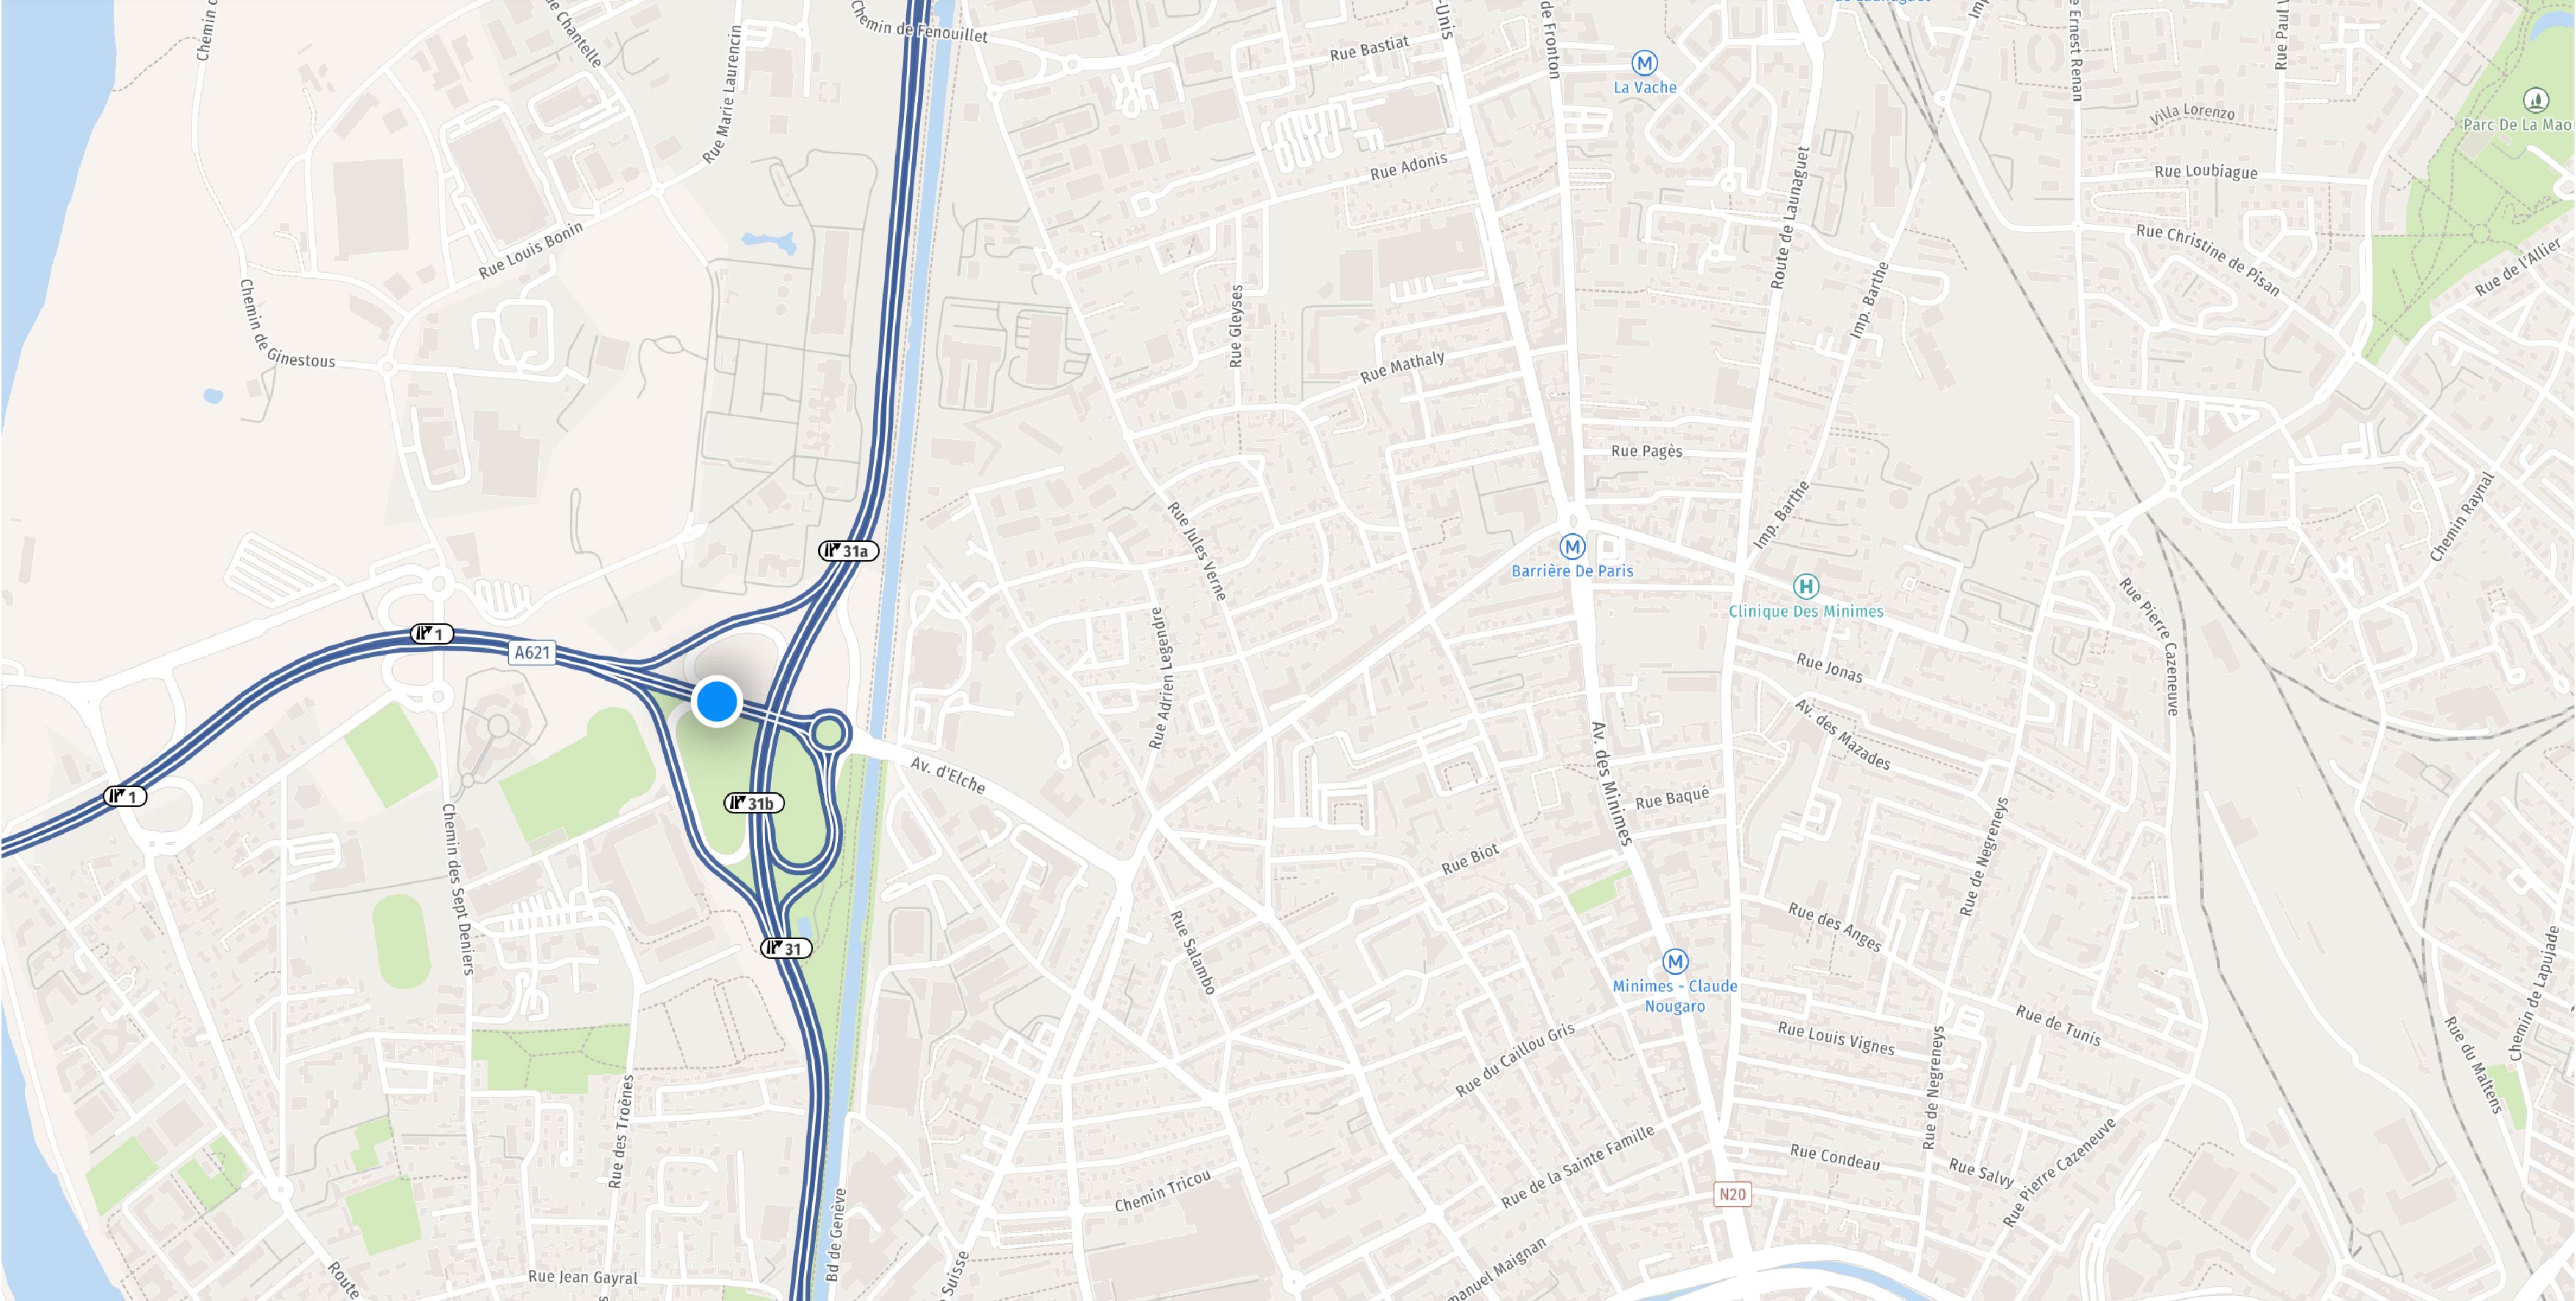 Chemin de Fenouillet
-Unis
de Fronton
Rue Bastiat
La Vache
M
Rue Marie Laurencin
Rue Adonis
Villa Lorenzo
Parc De La Mao
Rue Loubiague
Rue Louis Bonin
Route de Launaguet
Rue Christine de Pisan
Rue de l'Allier
Chemin de Ginestous
Rue Gleyses
Imp. Barthe
Rue Mathaly
Rue Pagès
Chemin Raynal
Imp. Barthe
31a
Rue Jules Verne
M
Barrière De Paris
H
Clinique Des Minimes
Rue Pierre Cazeneuve
1
A621
Rue Adrien Legendre
Rue Jonas
Av. des Mazades
Av. des Minimes
Av. d'Elche
1
31b
Rue Baqué
Rue Biot
Rue de Negreneys
Chemin des Sept Deniers
Rue Salambo
Rue des Anges
31
M
Minimes - Claude
Nougaro
Chemin de Lapujade
Rue de Tunis
Rue du Caillou Gris
Rue Louis Vignes
Rue du Maltens
Rue de Negreneys
Rue des Troènes
Rue de la Sainte Famille
Rue Condeau
Rue Salvy
Rue Pierre Cazeneuve
Chemin Tricou
N20
Bd de Genève
Suisse
Rue Jean Gayral
Route